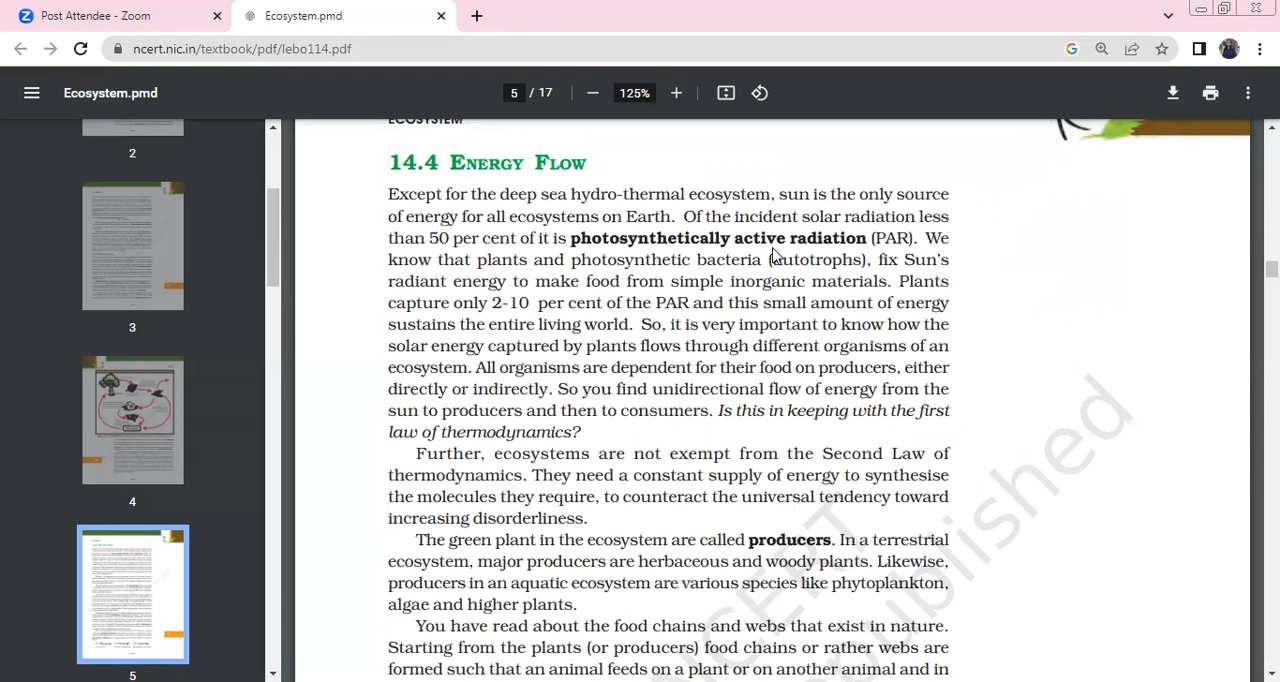 Post Attendee - Zoom
Ecosystem.pmd
ncert.nic.in/textbook/pdf/lebo114.pdf
Ecosystem.pmd
5 / 17
125%
2
3
4
5
ECOSYSTEM
14.4 ENERGY FLOW
Except for the deep sea hydro-thermal ecosystem, sun is the only source
of energy for all ecosystems on Earth. Of the incident solar radiation less
than 50 per cent of it is photosynthetically active radiation (PAR). We
know that plants and photosynthetic bacteria (autotrophs), fix Sun's
radiant energy to make food from simple inorganic materials. Plants
capture only 2-10 per cent of the PAR and this small amount of energy
sustains the entire living world. So, it is very important to know how the
solar energy captured by plants flows through different organisms of an
ecosystem. All organisms are dependent for their food on producers, either
directly or indirectly. So you find unidirectional flow of energy from the
sun to producers and then to consumers. Is this in keeping with the first
law of thermodynamics?
Further, ecosystems are not exempt from the Second Law of
thermodynamics. They need a constant supply of energy to synthesise
the molecules they require, to counteract the universal tendency toward
increasing disorderliness.
The green plant in the ecosystem are called producers. In a terrestrial
ecosystem, major producers are herbaceous and woody plants. Likewise,
producers in an aquatic ecosystem are various species like phytoplankton,
algae and higher plants.
You have read about the food chains and webs that exist in nature.
Starting from the plants (or producers) food chains or rather webs are
formed such that an animal feeds on a plant or on another animal and in